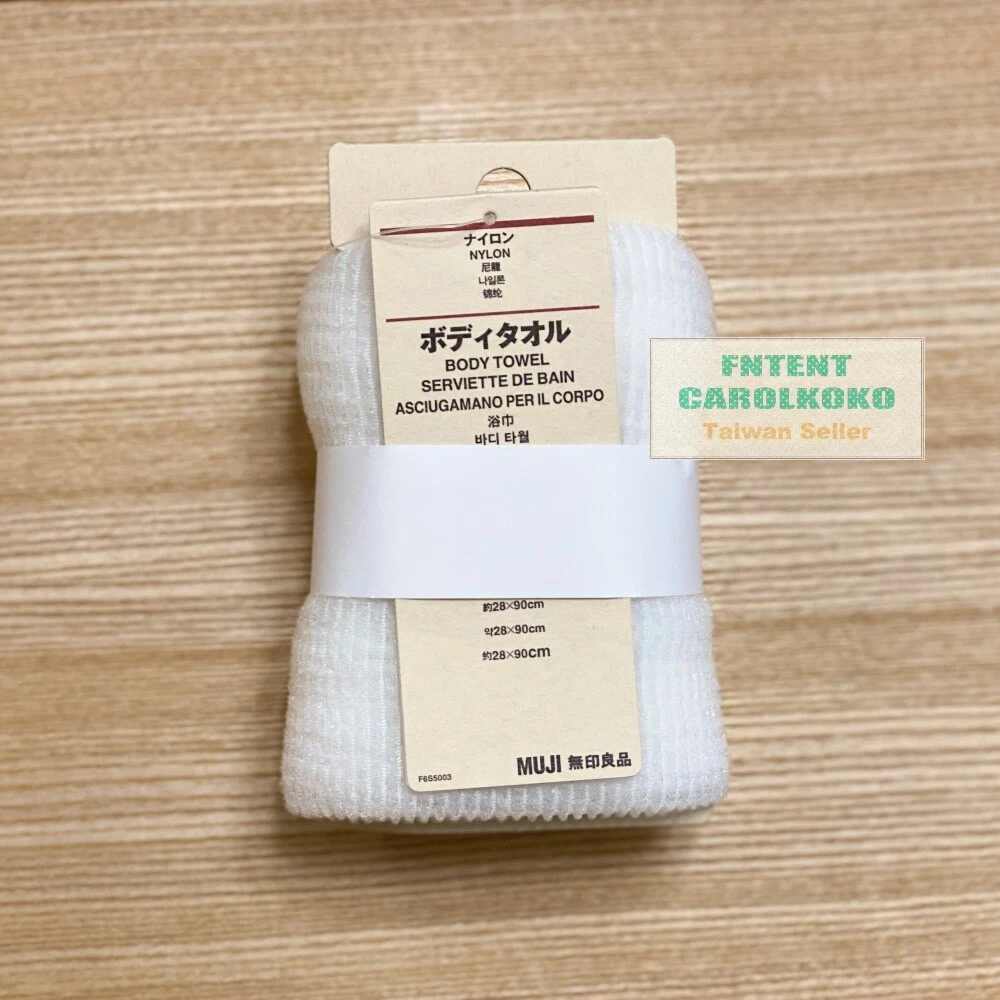 ナイロン
NYLON
尼龍
나일론
锦纶
ボディタオル
BODY TOWEL
SERVIETTE DE BAIN
ASCIUGAMANO PER IL CORPO
浴巾
바디 타월
FNTENT
CAROLKOKO
Taiwan Seller
約28×90cm
약28×90cm
约28×90cm
F6S5003
MUJI 無印良品